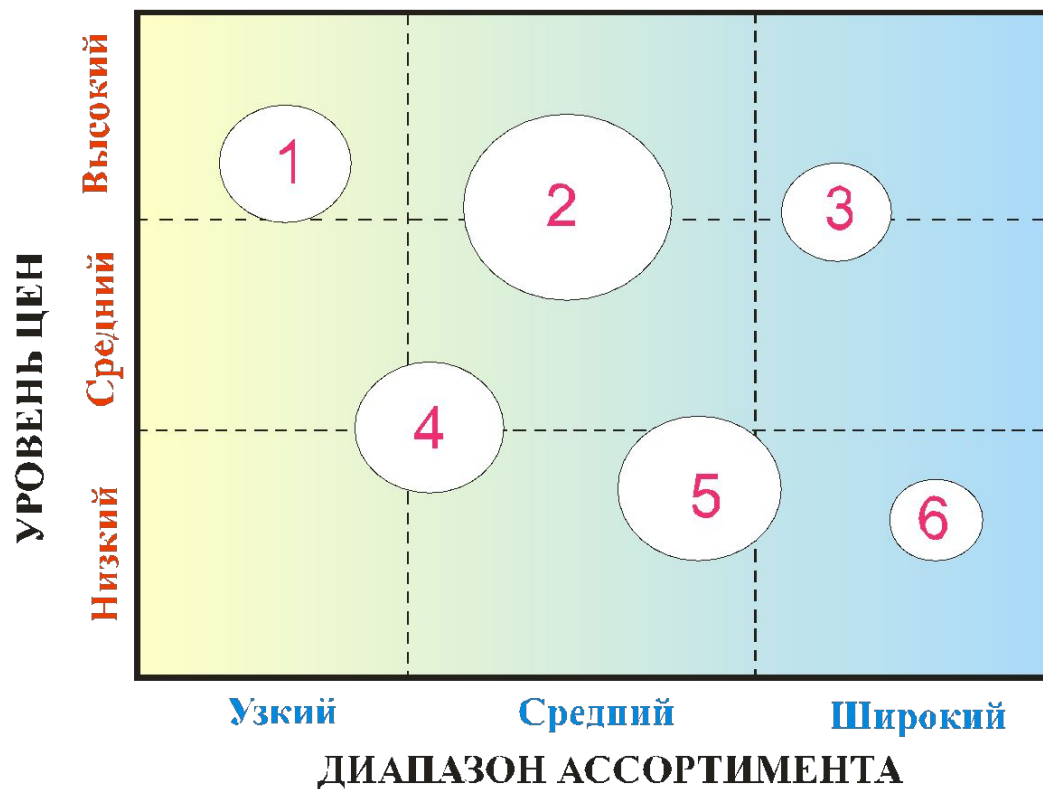 УРОВЕНЬ ЦЕН
Высокий
Средний
Низкий
1
2
3
4
5
6
Узкий
Средний
Широкий
ДИАПАЗОН АССОРТИМЕНТА